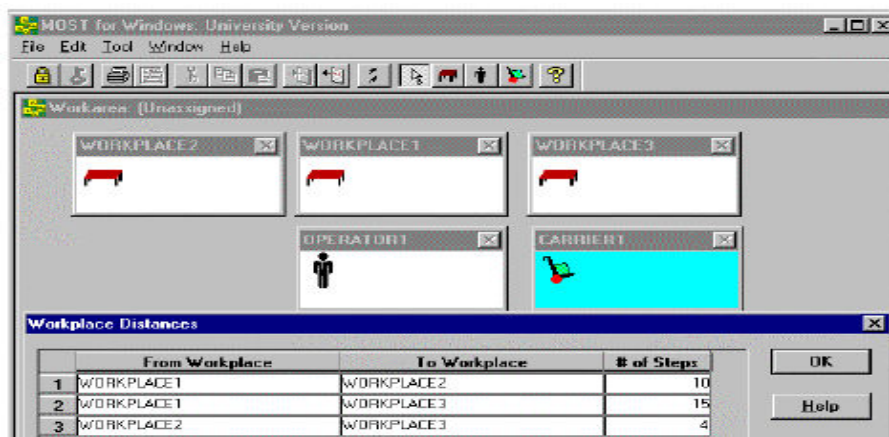 MOST for Windows: University Version
File Edit Tool Window Help
Workarea: (Unassigned)
WORKPLACE2 WORKPLACE1 WORKPLACE3
OPERATOR1 CARRIER1
Workplace Distances
From Workplace To Workplace # of Steps
1 WORKPLACE1 WORKPLACE2 10
2 WORKPLACE1 WORKPLACE3 15
3 WORKPLACE2 WORKPLACE3 4
OK
Help